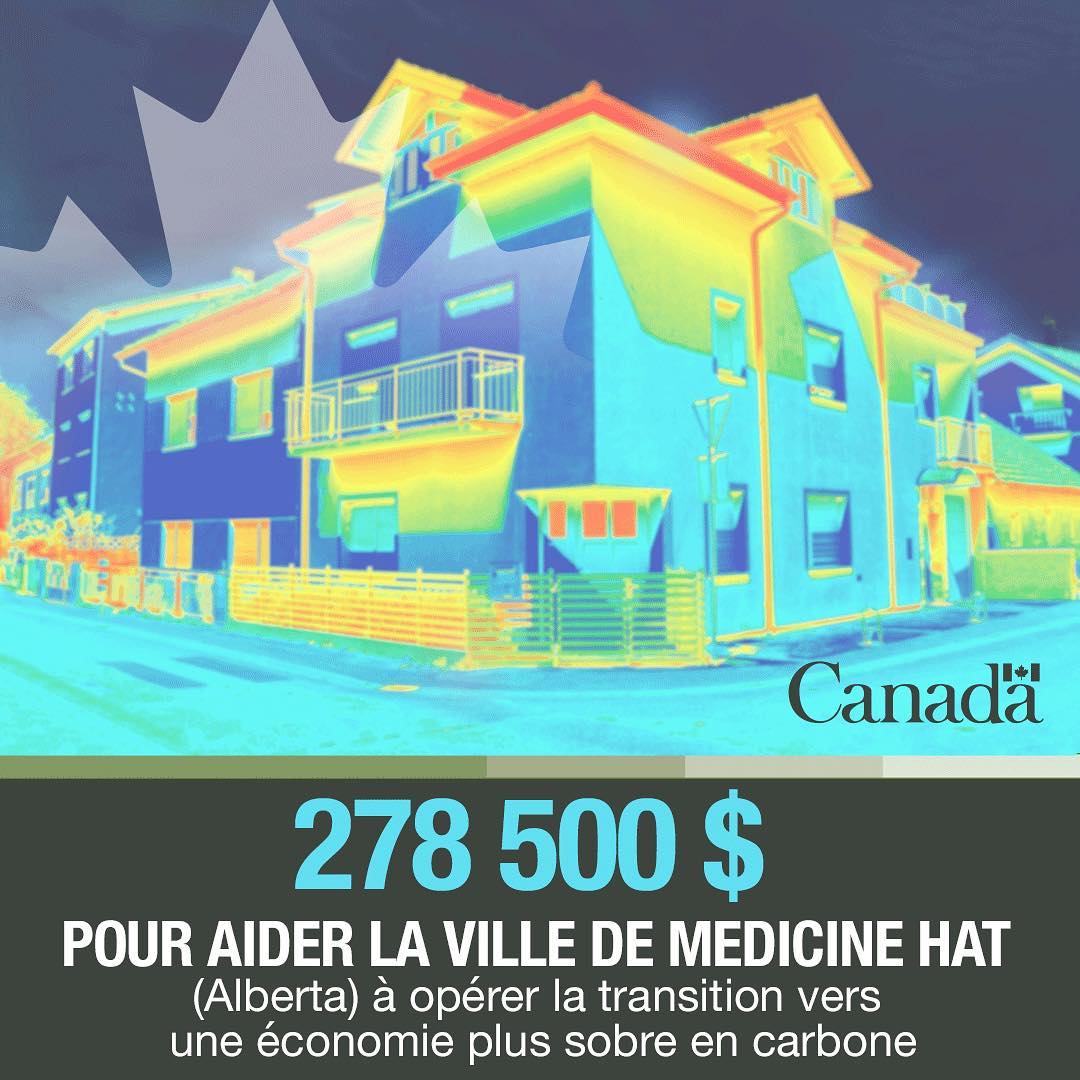 Canada
278 500 $
POUR AIDER LA VILLE DE MEDICINE HAT
(Alberta) à opérer la transition vers
une économie plus sobre en carbone